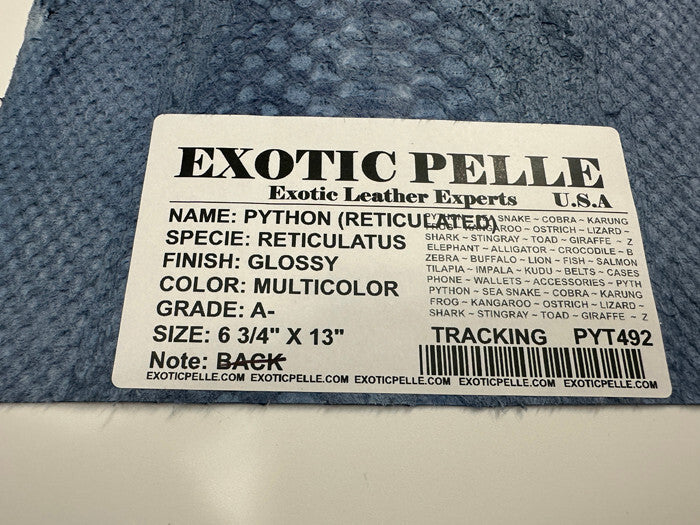 EXOTIC PELLE
Exotic Leather Experts U.S.A
NAME: PYTHON (RETICULATED)
SPECIE: RETICULATUS
FINISH: GLOSSY
COLOR: MULTICOLOR
GRADE: A-
SIZE: 6 3/4" X 13"
Note: BACK
SNAKE ~ COBRA ~ KARUNG
FROG ~ KANGAROO ~ OSTRICH ~ LIZARD ~
SHARK ~ STINGRAY ~ TOAD ~ GIRAFFE ~ Z
ELEPHANT ~ ALLIGATOR ~ CROCODILE ~ B
ZEBRA ~ BUFFALO ~ LION ~ FISH ~ SALMON
TILAPIA ~ IMPALA ~ KUDU ~ BELTS ~ CASES
PHONE ~ WALLETS ~ ACCESSORIES ~ PYTH
PYTHON ~ SEA SNAKE ~ COBRA ~ KARUNG
FROG ~ KANGAROO ~ OSTRICH ~ LIZARD ~
SHARK ~ STINGRAY ~ TOAD ~ GIRAFFE ~ Z
TRACKING PYT492
EXOTICPELLE.COM EXOTICPELLE.COM EXOTICPELLE.COM EXOTICPELLE.COM EXOTICPELLE.COM